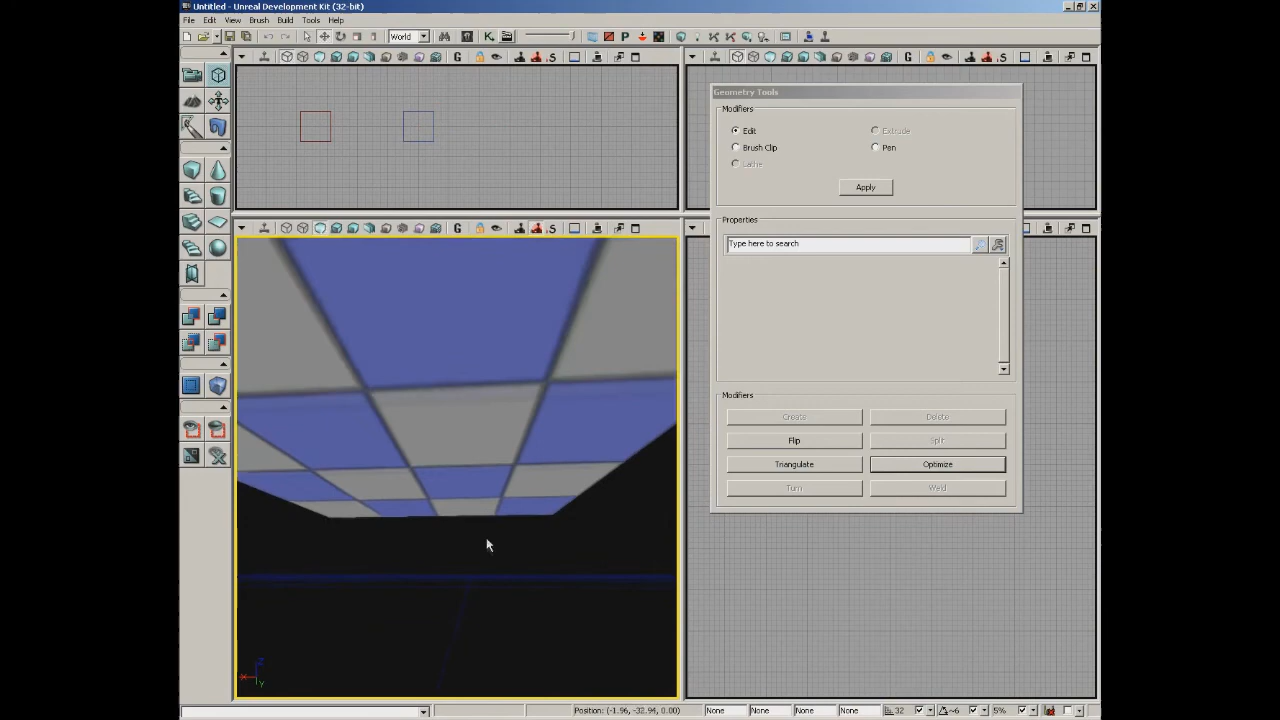 Untitled - Unreal Development Kit (32-bit)
File Edit View Brush Build Tools Help
World
G S
G S
Geometry Tools
Modifiers
Edit Extrude
Brush Clip Pen
Lathe
Apply
Properties
Type here to search
G S
Modifiers
Create Delete
Flip Split
Triangulate Optimize
Turn Weld
Z
X
Y
Position: (-1.96, -32.94, 0.00) None None None None 32 ~6 5%